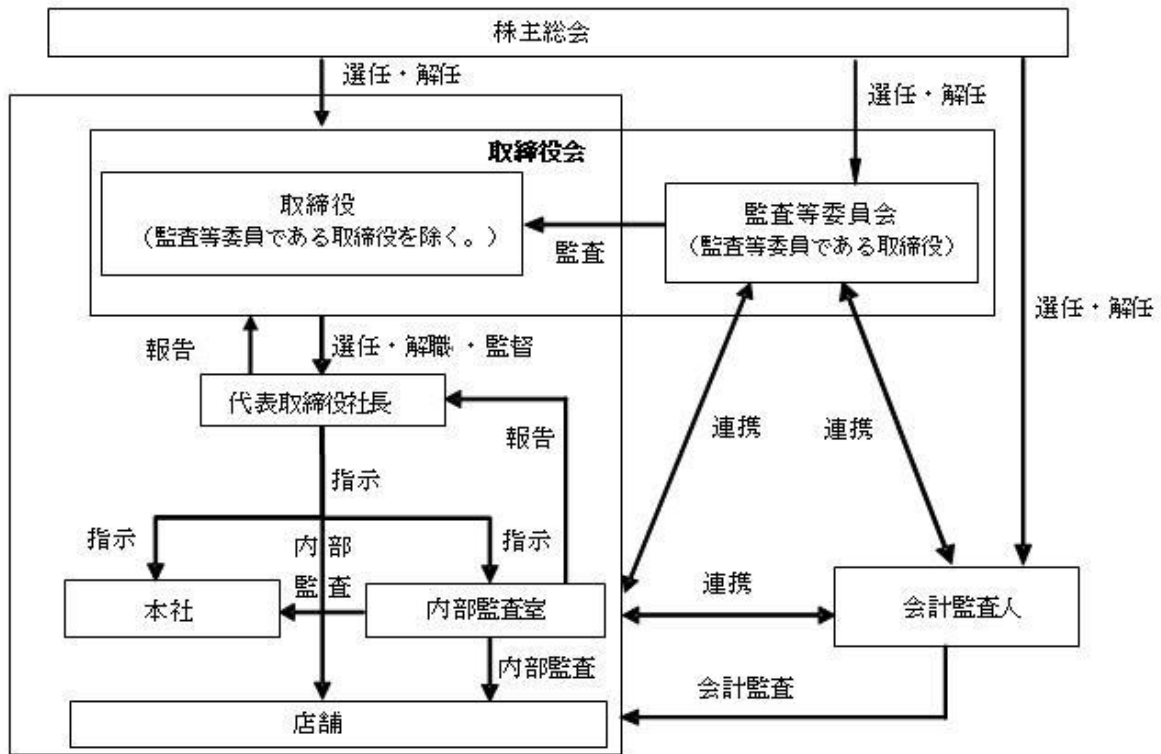 株主総会
選任・解任
選任・解任
取締役会
取締役
(監査等委員である取締役を除く。)
監査等委員会
(監査等委員である取締役)
監査
選任・解任
報告
選任・解職・監督
代表取締役社長
報告
連携
連携
指示
指示
内部
監査
指示
本社
内部監査室
連携
会計監査人
内部監査
会計監査
店舗